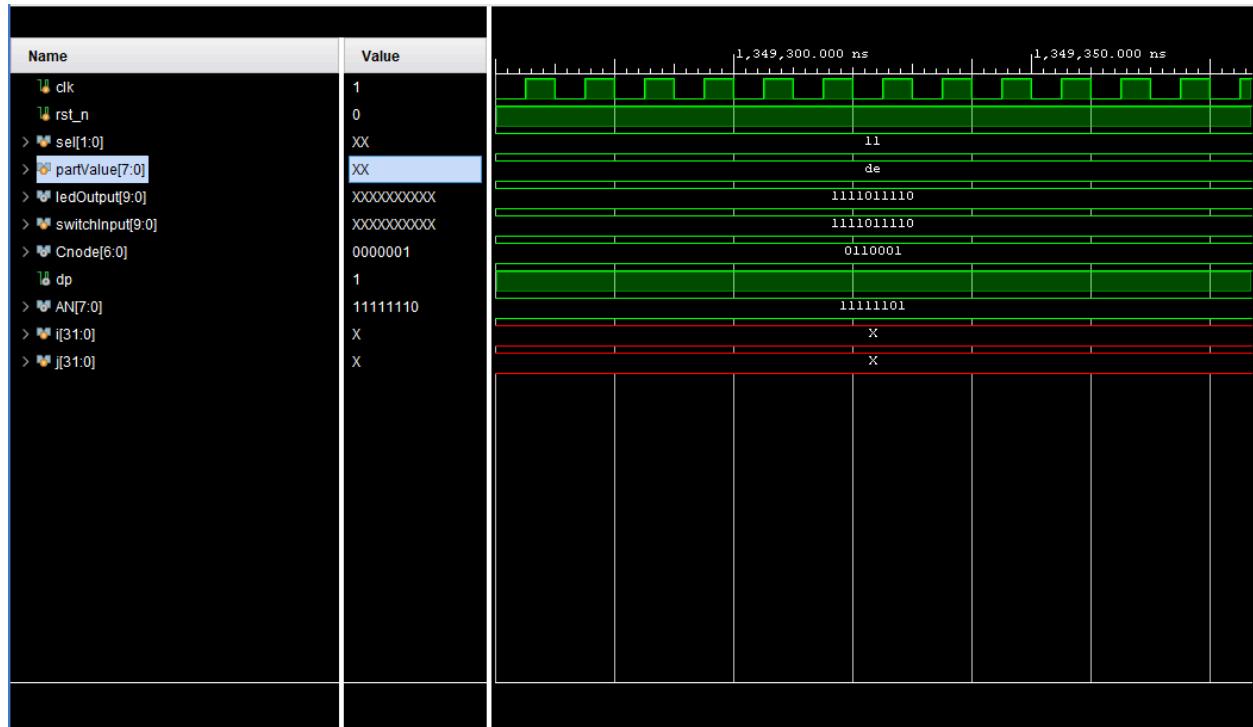 1,349,300.000 ns 1,349,350.000 ns
Name Value
clk 1
rst_n 0
sel[1:0] XX 11
partValue[7:0] XX de
ledOutput[9:0] XXXXXXXXXX 1111011110
switchInput[9:0] XXXXXXXXXX 1111011110
Cnode[6:0] 0000001 0110001
dp 1
AN[7:0] 11111110 11111101
i[31:0] X X
j[31:0] X X